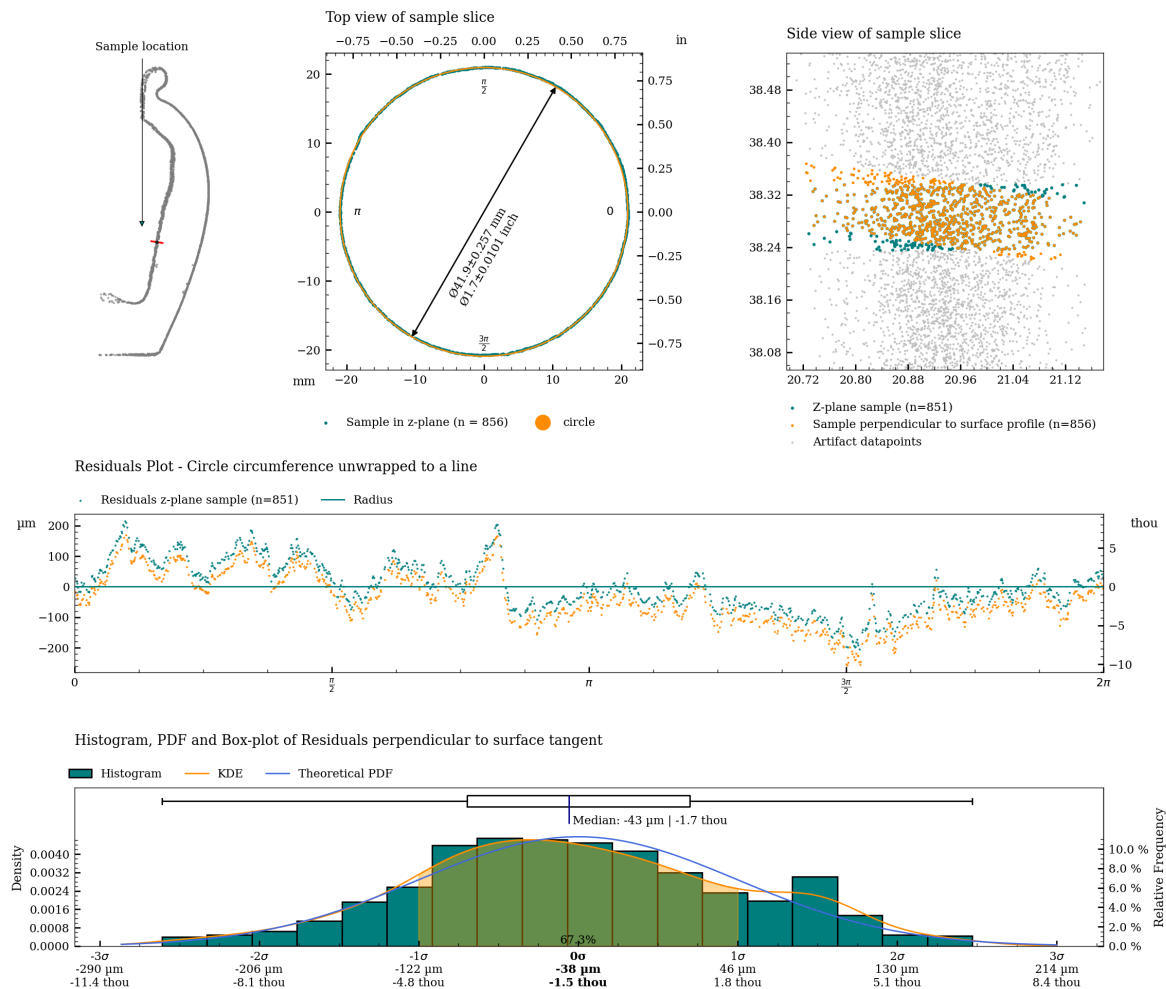 Sample location
Top view of sample slice
−0.75 −0.50 −0.25 0.00 0.25 0.50 0.75 in
20
10
0
−10
−20
mm
−20 −10 0 10 20
0.75
0.50
0.25
0.00
−0.25
−0.50
−0.75
π/2
π
0
3π/2
Ø41.9±0.257 mm
Ø1.7±0.0101 inch
Sample in z-plane (n = 856) circle
Side view of sample slice
38.48
38.40
38.32
38.24
38.16
38.08
20.72 20.80 20.88 20.96 21.04 21.12
Z-plane sample (n=851)
Sample perpendicular to surface profile (n=856)
Artifact datapoints
Residuals Plot - Circle circumference unwrapped to a line
Residuals z-plane sample (n=851) Radius
µm
200
100
0
−100
−200
thou
5
0
−5
−10
0 π/2 π 3π/2 2π
Histogram, PDF and Box-plot of Residuals perpendicular to surface tangent
Histogram KDE Theoretical PDF
Median: -43 µm | -1.7 thou
Density
0.0040
0.0032
0.0024
0.0016
0.0008
0.0000
67.3%
10.0 %
8.0 %
6.0 %
4.0 %
2.0 %
0.0 %
Relative Frequency
-3σ -2σ -1σ 0σ 1σ 2σ 3σ
-290 µm -206 µm -122 µm -38 µm 46 µm 130 µm 214 µm
-11.4 thou -8.1 thou -4.8 thou -1.5 thou 1.8 thou 5.1 thou 8.4 thou